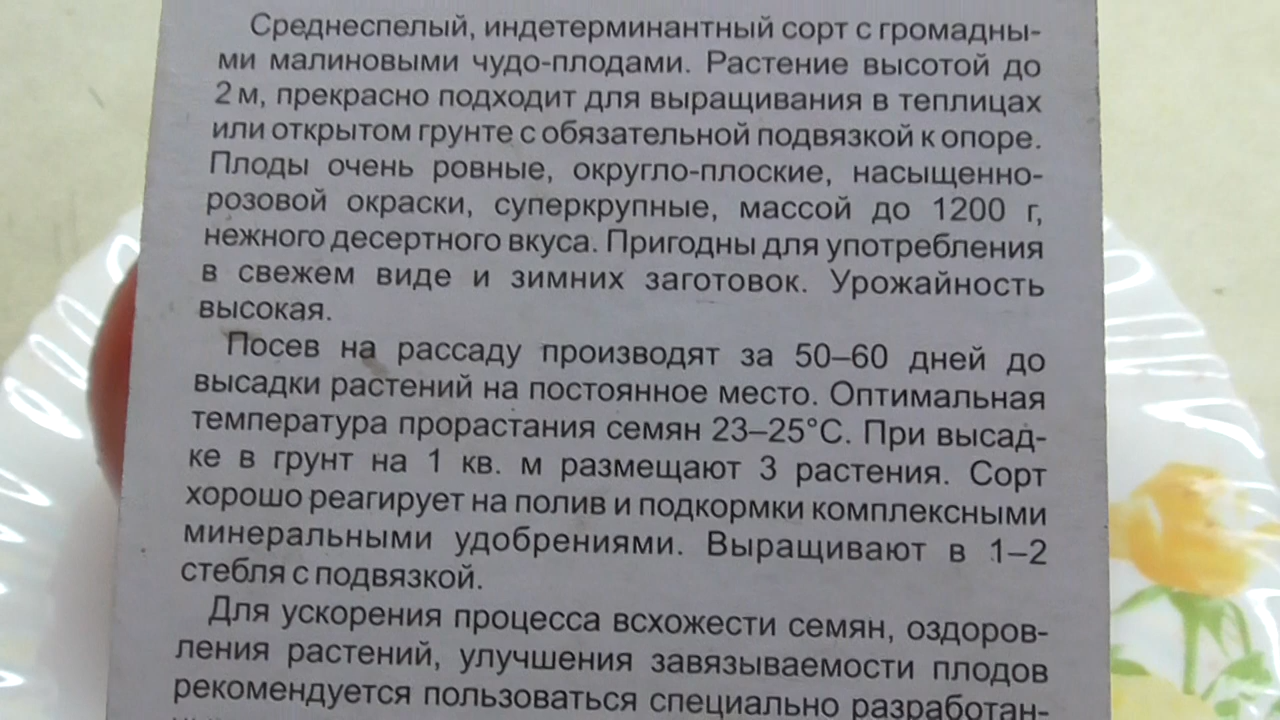 Среднеспелый, индетерминантный сорт с громадны-
ми малиновыми чудо-плодами. Растение высотой до
2 м, прекрасно подходит для выращивания в теплицах
или открытом грунте с обязательной подвязкой к опоре.
Плоды очень ровные, округло-плоские, насыщенно-
розовой окраски, суперкрупные, массой до 1200 г,
нежного десертного вкуса. Пригодны для употребления
в свежем виде и зимних заготовок. Урожайность
высокая.
Посев на рассаду производят за 50–60 дней до
высадки растений на постоянное место. Оптимальная
температура прорастания семян 23–25°С. При высад-
ке в грунт на 1 кв. м размещают 3 растения. Сорт
хорошо реагирует на полив и подкормки комплексными
минеральными удобрениями. Выращивают в 1–2
стебля с подвязкой.
Для ускорения процесса всхожести семян, оздоров-
ления растений, улучшения завязываемости плодов
рекомендуется пользоваться специально разработан-